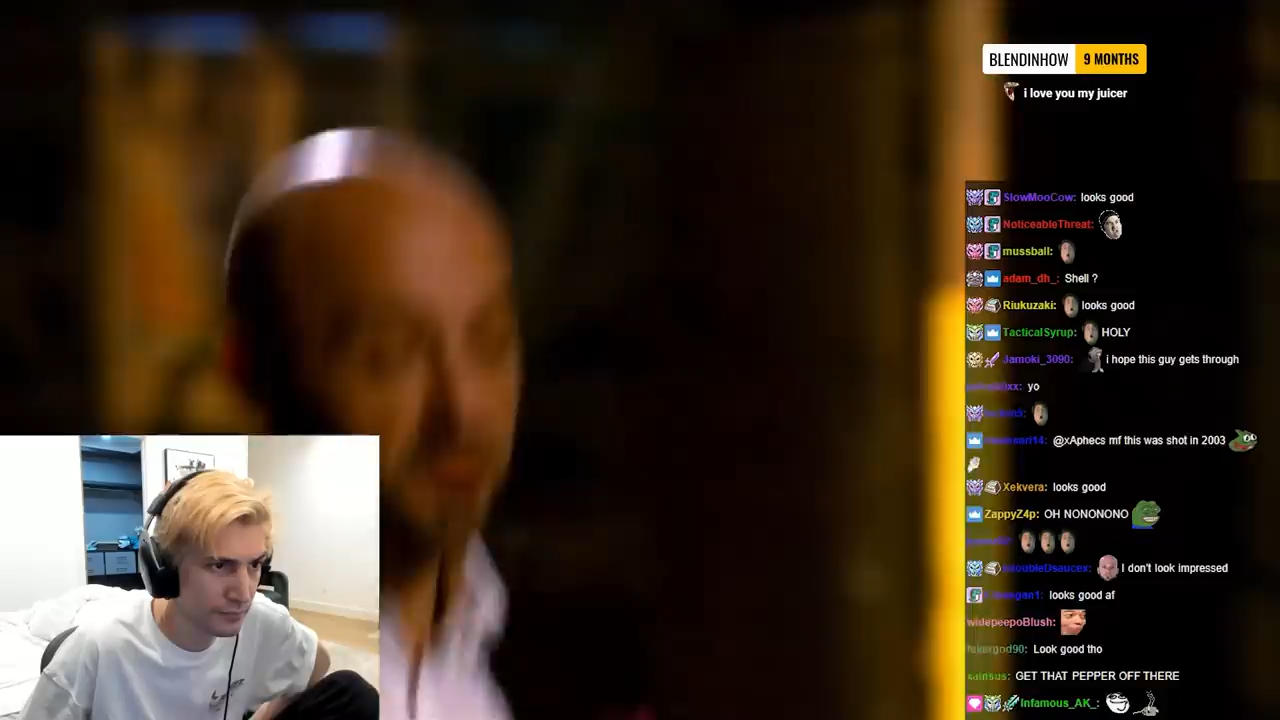 BLENDINHOW 9 MONTHS
i love you my juicer
SlowMooCow: looks good
NoticeableThreat:
mussball:
adam_dh_: Shell ?
Riukuzaki: looks good
TacticalSyrup: HOLY
Jamoki_3090: i hope this guy gets through
yo
@xAphecs mf this was shot in 2003
Xekvera: looks good
ZappyZ4p: OH NONONONO
I don't look impressed
looks good af
widepeepoBlush:
Look good tho
GET THAT PEPPER OFF THERE
Infamous_AK_: